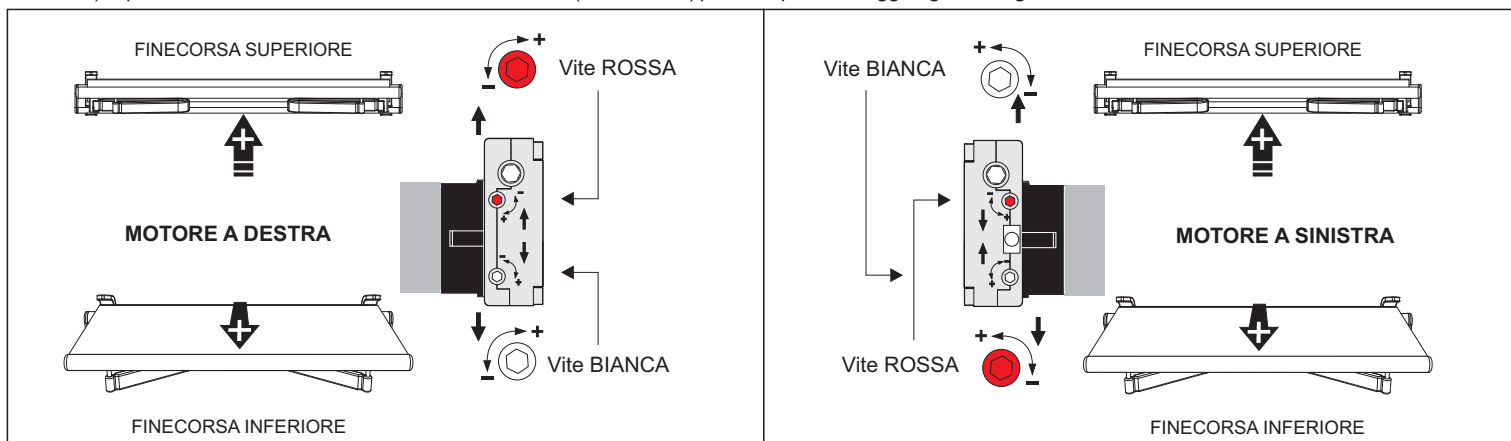 FINECORSA SUPERIORE
+
-
Vite ROSSA
+
MOTORE A DESTRA
-
+
-
+
+
+
-
Vite BIANCA
FINECORSA INFERIORE
Vite BIANCA
+
-
FINECORSA SUPERIORE
+
-
+
-
+
MOTORE A SINISTRA
Vite ROSSA
+
-
+
FINECORSA INFERIORE